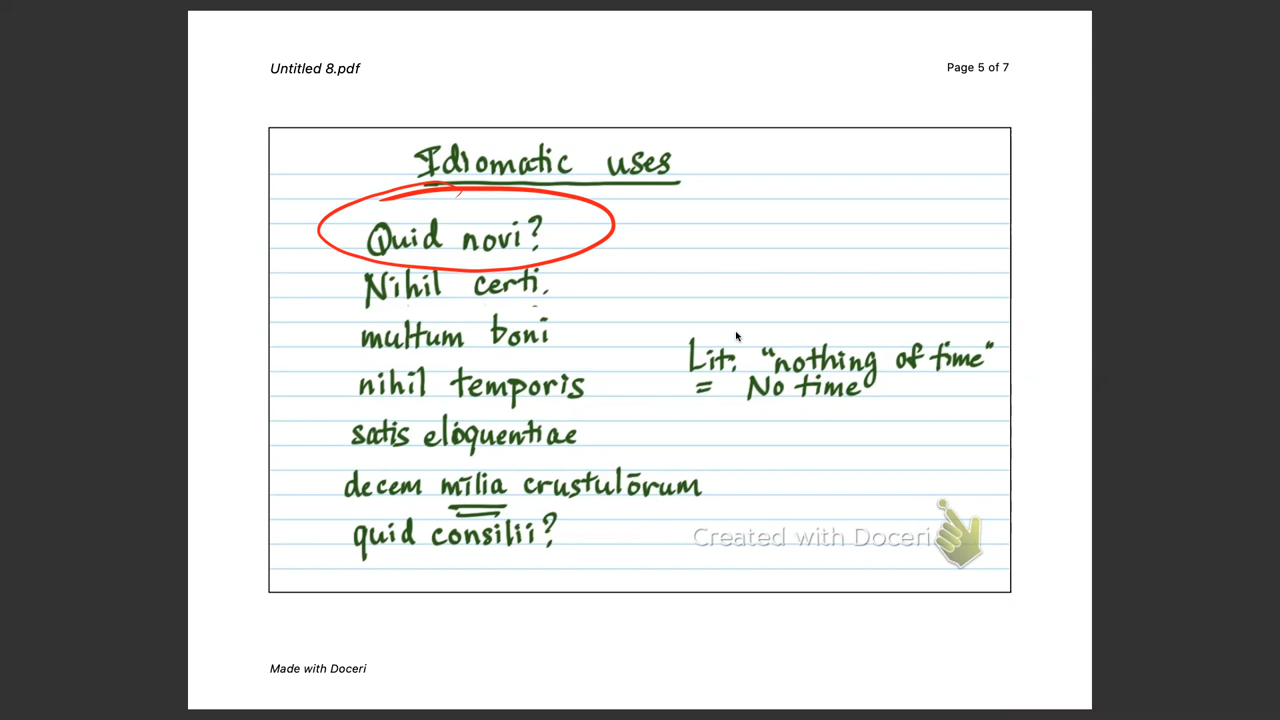 Untitled 8.pdf
Page 5 of 7
Idiomatic uses
Quid novi?
Nihil certi.
multum boni
nihil temporis
Lit: "nothing of time"
= No time
satis eloquentiae
decem mīlia crustulōrum
quid consilii?
Created with Doceri
Made with Doceri